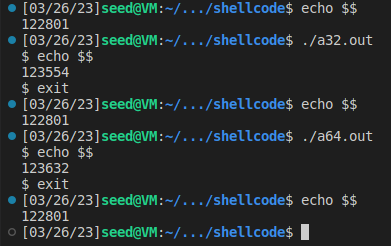 [03/26/23]seed@VM:~/.../shellcode$ echo $$
122801
[03/26/23]seed@VM:~/.../shellcode$ ./a32.out
$ echo $$
123554
$ exit
[03/26/23]seed@VM:~/.../shellcode$ echo $$
122801
[03/26/23]seed@VM:~/.../shellcode$ ./a64.out
$ echo $$
123632
$ exit
[03/26/23]seed@VM:~/.../shellcode$ echo $$
122801
[03/26/23]seed@VM:~/.../shellcode$